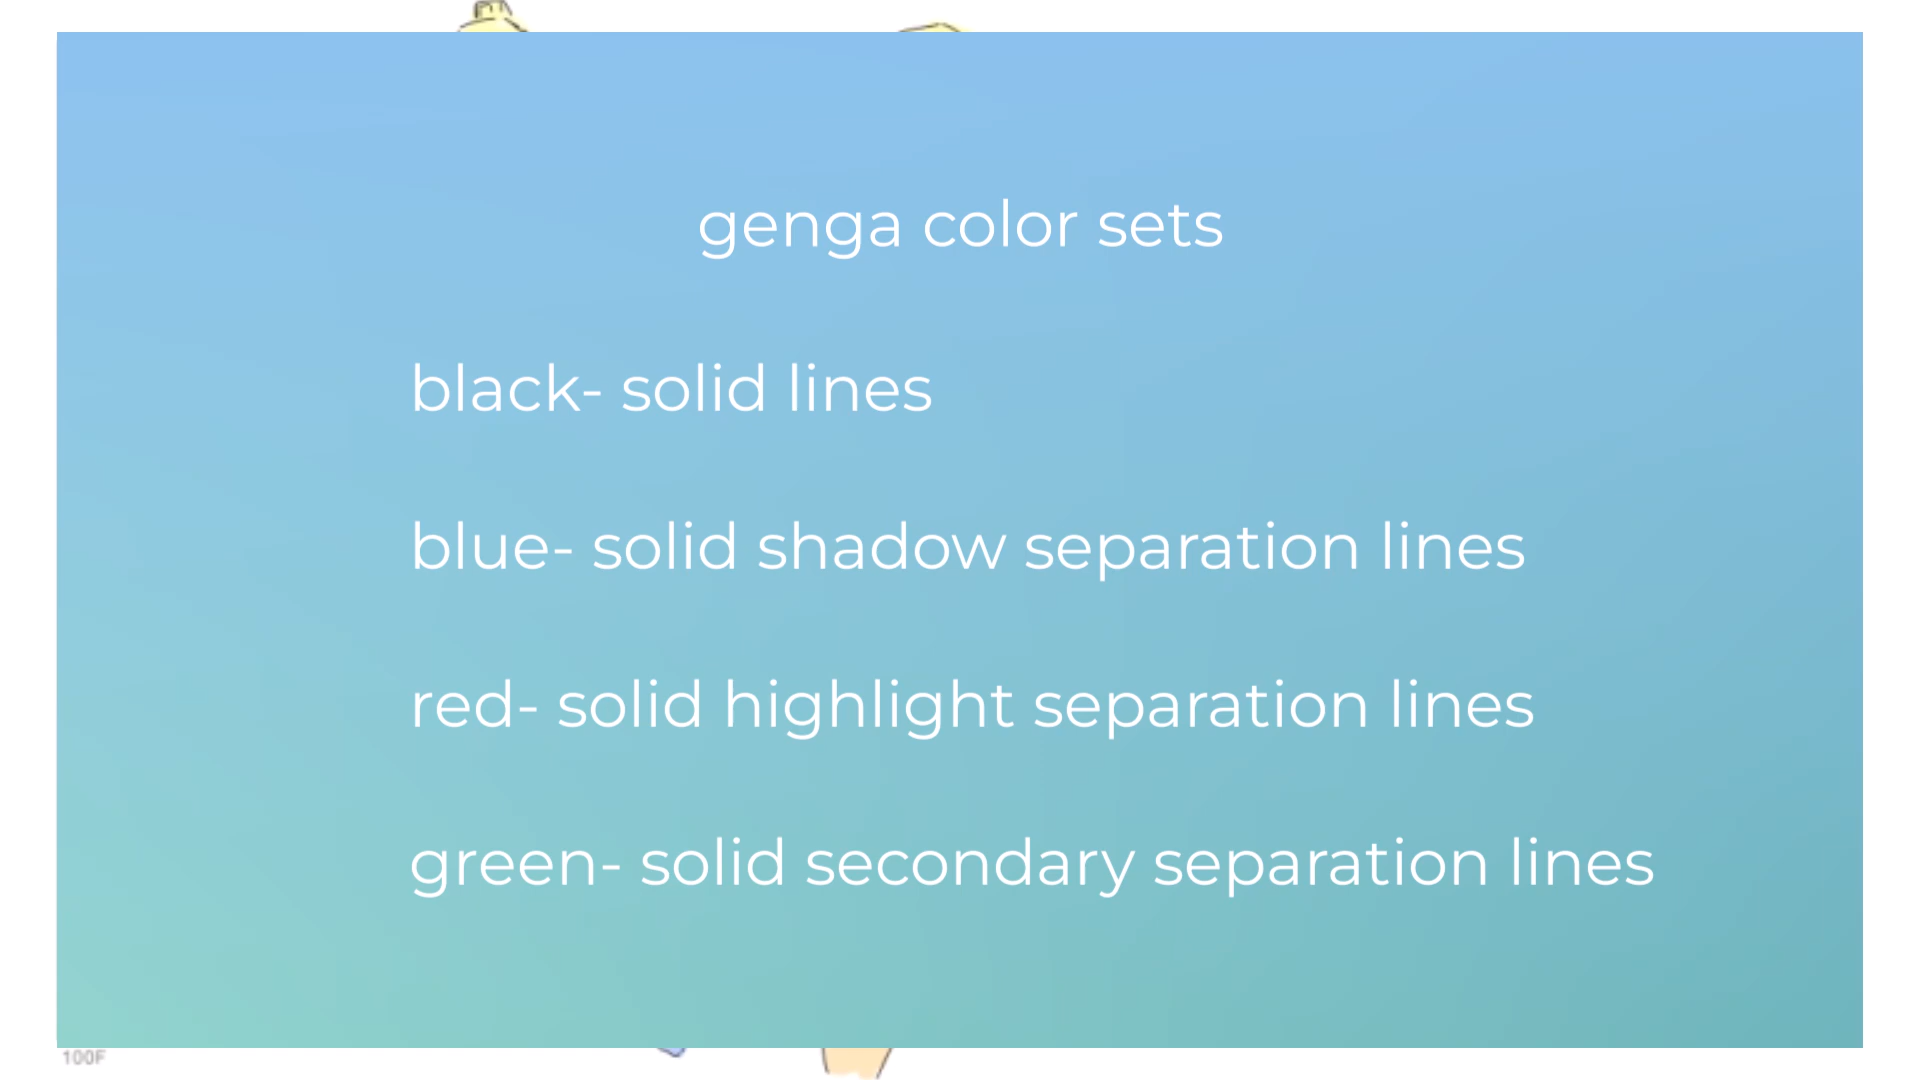 genga color sets
black- solid lines
blue- solid shadow separation lines
red- solid highlight separation lines
green- solid secondary separation lines
100F